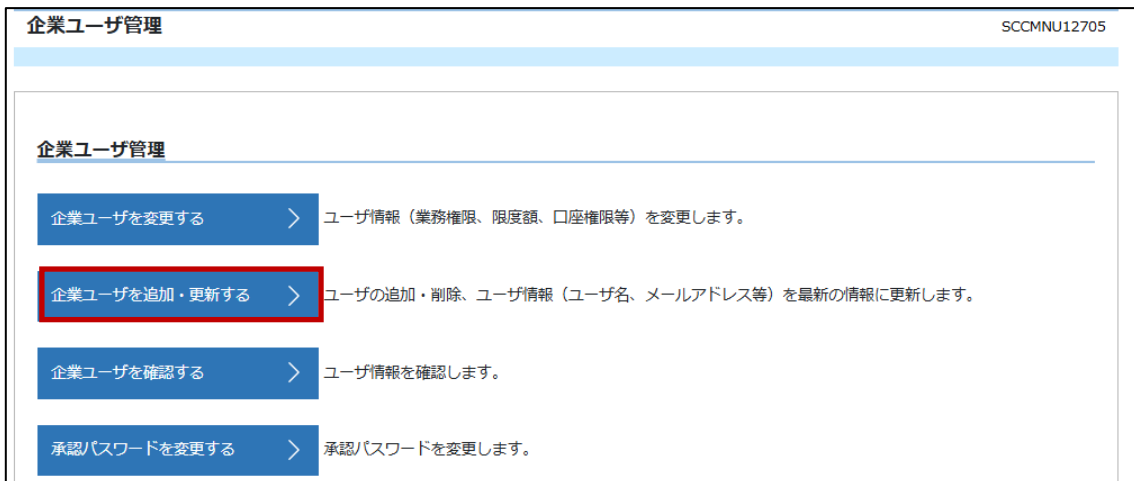 企業ユーザ管理
SCCMNU12705
企業ユーザ管理
企業ユーザを変更する
ユーザ情報（業務権限、限度額、口座権限等）を変更します。
企業ユーザを追加・更新する
ユーザの追加・削除、ユーザ情報（ユーザ名、メールアドレス等）を最新の情報に更新します。
企業ユーザを確認する
ユーザ情報を確認します。
承認パスワードを変更する
承認パスワードを変更します。